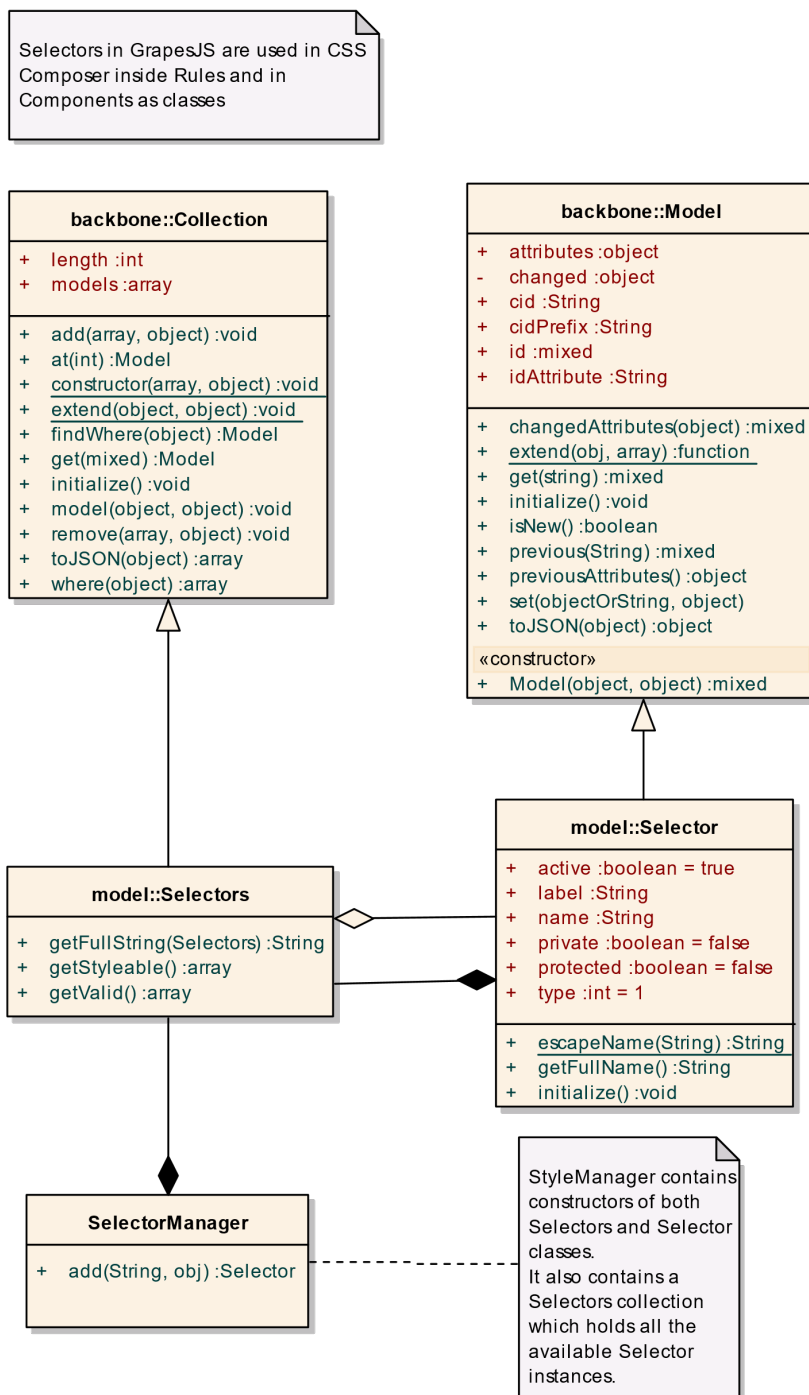 Selectors in GrapesJS are used in CSS
Composer inside Rules and in
Components as classes
backbone::Collection
+ length :int
+ models :array
+ add(array, object) :void
+ at(int) :Model
+ constructor(array, object) :void
+ extend(object, object) :void
+ findWhere(object) :Model
+ get(mixed) :Model
+ initialize() :void
+ model(object, object) :void
+ remove(array, object) :void
+ toJSON(object) :array
+ where(object) :array
backbone::Model
+ attributes :object
- changed :object
+ cid :String
+ cidPrefix :String
+ id :mixed
+ idAttribute :String
+ changedAttributes(object) :mixed
+ extend(obj, array) :function
+ get(string) :mixed
+ initialize() :void
+ isNew() :boolean
+ previous(String) :mixed
+ previousAttributes() :object
+ set(objectOrString, object)
+ toJSON(object) :object
«constructor»
+ Model(object, object) :mixed
model::Selectors
+ getFullString(Selectors) :String
+ getStyleable() :array
+ getValid() :array
model::Selector
+ active :boolean = true
+ label :String
+ name :String
+ private :boolean = false
+ protected :boolean = false
+ type :int = 1
+ escapeName(String) :String
+ getFullName() :String
+ initialize() :void
SelectorManager
+ add(String, obj) :Selector
StyleManager contains
constructors of both
Selectors and Selector
classes.
It also contains a
Selectors collection
which holds all the
available Selector
instances.